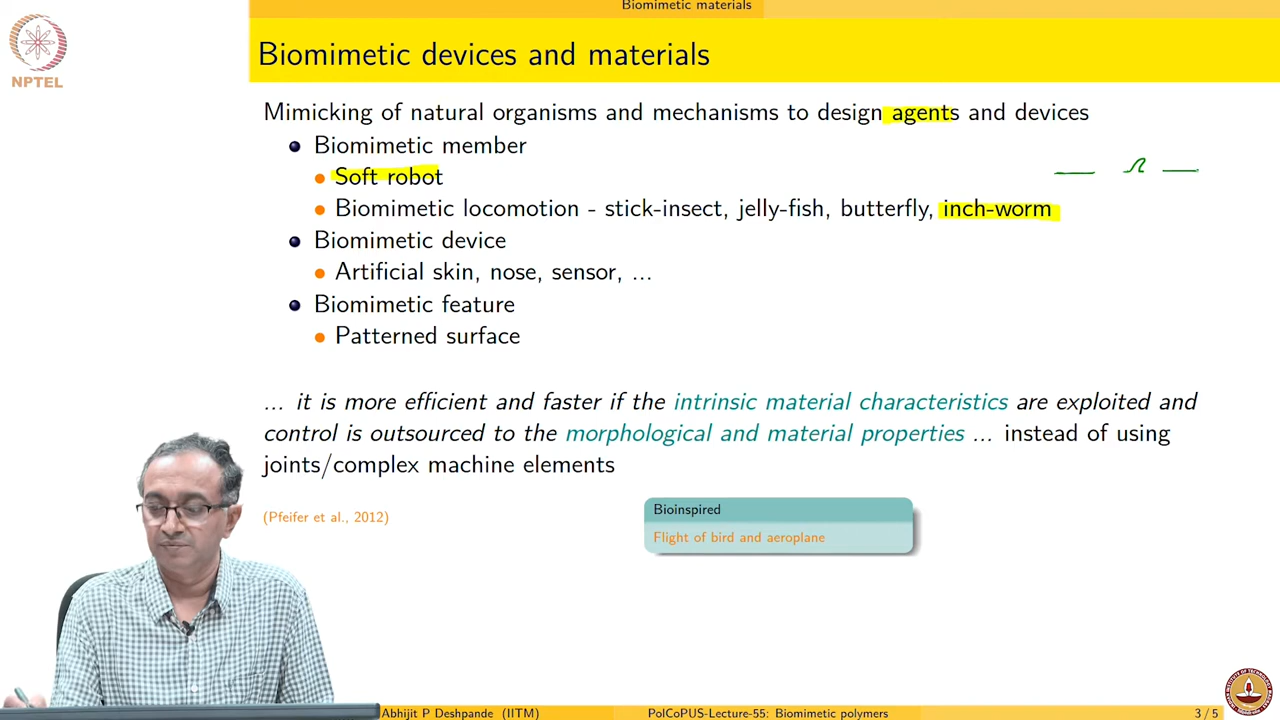 Biomimetic materials
NPTEL
Biomimetic devices and materials
Mimicking of natural organisms and mechanisms to design agents and devices
Biomimetic member
Soft robot
Biomimetic locomotion - stick-insect, jelly-fish, butterfly, inch-worm
Biomimetic device
Artificial skin, nose, sensor, ...
Biomimetic feature
Patterned surface
... it is more efficient and faster if the intrinsic material characteristics are exploited and
control is outsourced to the morphological and material properties ... instead of using
joints/complex machine elements
(Pfeifer et al., 2012)
Bioinspired
Flight of bird and aeroplane
Abhijit P Deshpande (IITM)
PolCoPUS-Lecture-55: Biomimetic polymers
3 / 5